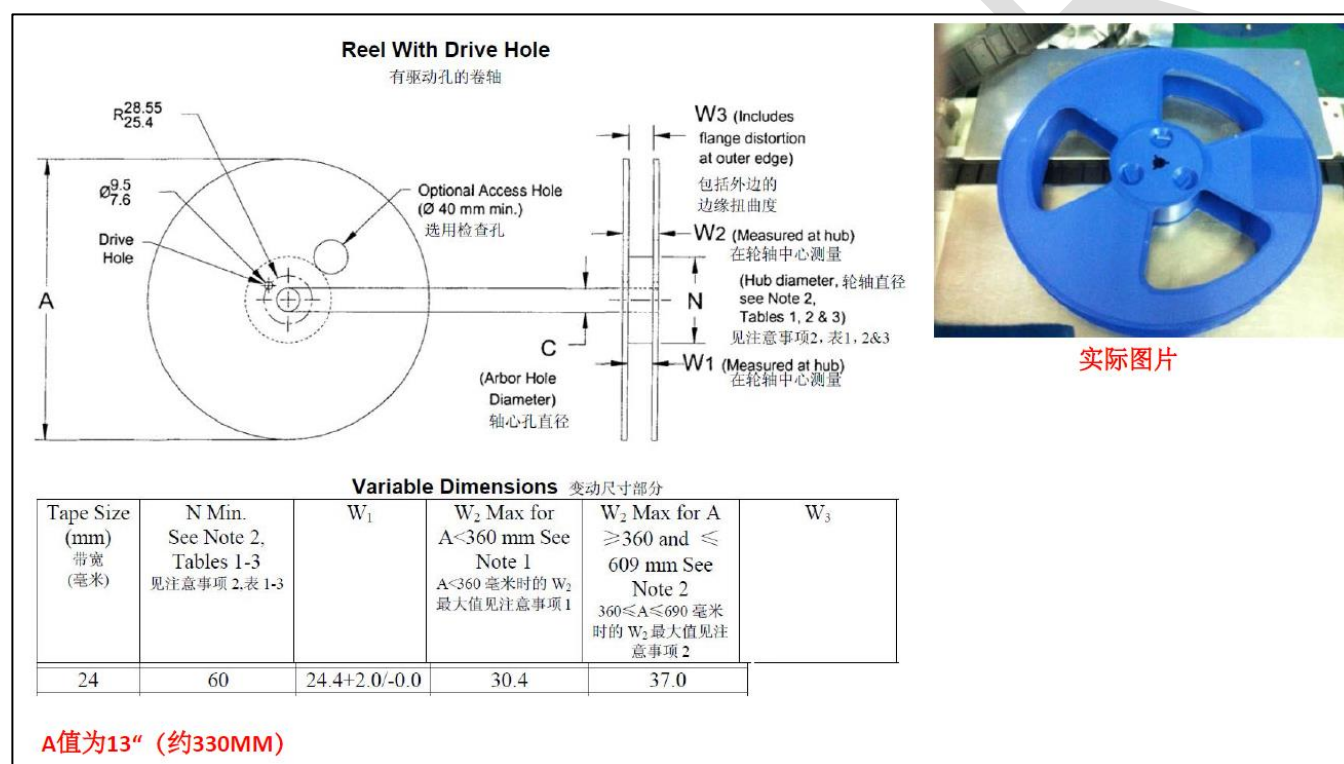 Reel With Drive Hole
有驱动孔的卷轴
R28.55
25.4
Ø9.5
7.6
Drive
Hole
A
Optional Access Hole
(Ø 40 mm min.)
选用检查孔
C
(Arbor Hole
Diameter)
轴心孔直径
W3 (Includes
flange distortion
at outer edge)
包括外边的
边缘扭曲度
W2 (Measured at hub)
在轮轴中心测量
N
(Hub diameter, 轮轴直径
see Note 2,
Tables 1, 2 & 3)
见注意事项2, 表1, 2&3
W1 (Measured at hub)
在轮轴中心测量
实际图片
Variable Dimensions 变动尺寸部分
Tape Size
(mm)
带宽
(毫米)
N Min.
See Note 2,
Tables 1-3
见注意事项 2,表 1-3
W1
W2 Max for
A<360 mm See
Note 1
A<360 毫米时的 W2
最大值见注意事项1
W2 Max for A
≥360 and ≤
609 mm See
Note 2
360≤A≤690 毫米
时的 W2 最大值见注
意事项 2
W3
24 60 24.4+2.0/-0.0 30.4 37.0
A值为13“（约330MM）